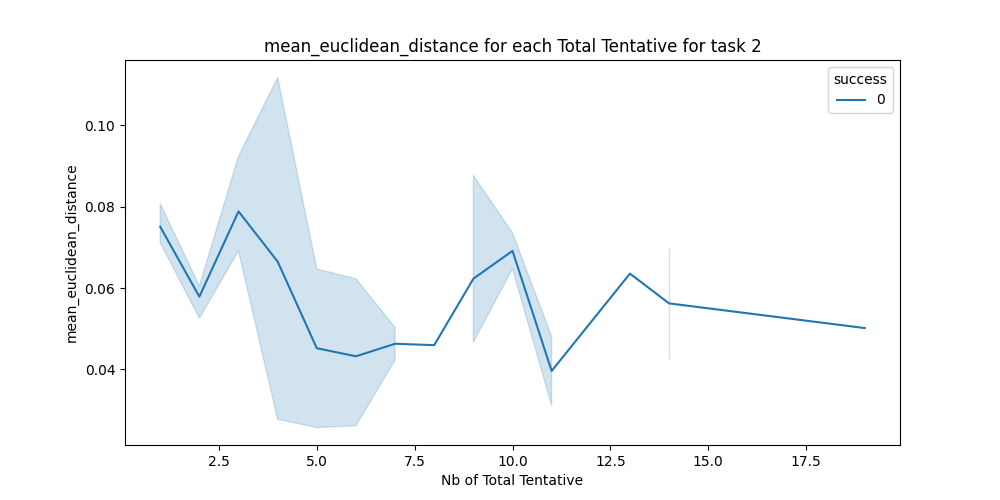 mean_euclidean_distance for each Total Tentative for task 2
success
0
0.10
0.08
0.06
0.04
mean_euclidean_distance
2.5 5.0 7.5 10.0 12.5 15.0 17.5
Nb of Total Tentative